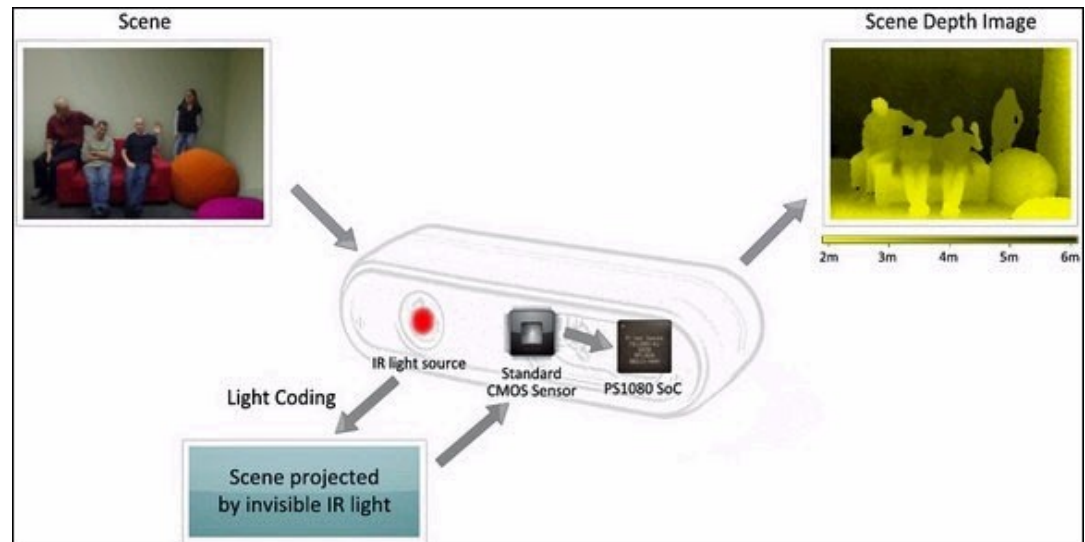 Scene
Scene Depth Image
2m 3m 4m 5m 6m
IR light source
Standard
CMOS Sensor
PS1080 SoC
Light Coding
Scene projected
by invisible IR light